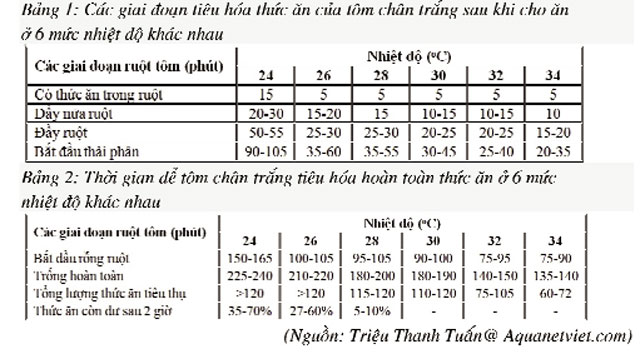 Bảng 1: Các giai đoạn tiêu hóa thức ăn của tôm chân trắng sau khi cho ăn
ở 6 mức nhiệt độ khác nhau
Các giai đoạn ruột tôm (phút) Nhiệt độ (ºC)
24 26 28 30 32 34
Có thức ăn trong ruột 15 5 5 5 5 5
Dầy nửa ruột 20-30 15-20 15 10-15 10-15 10
Đầy ruột 50-55 25-30 25-30 20-25 20-25 15-20
Bắt đầu thải phân 90-105 35-60 35-55 30-45 25-40 20-35
Bảng 2: Thời gian để tôm chân trắng tiêu hóa hoàn toàn thức ăn ở 6 mức
nhiệt độ khác nhau
Các giai đoạn ruột tôm (phút) Nhiệt độ (ºC)
24 26 28 30 32 34
Bắt đầu rỗng ruột 150-165 100-105 95-105 90-100 75-95 75-90
Trống hoàn toàn 225-240 210-220 180-200 180-190 140-150 135-140
Tổng lượng thức ăn tiêu thụ >120 >120 115-120 110-120 75-105 60-72
Thức ăn còn dư sau 2 giờ 35-70% 27-60% 5-10% - - -
(Nguồn: Triệu Thanh Tuấn@ Aquanetviet.com)